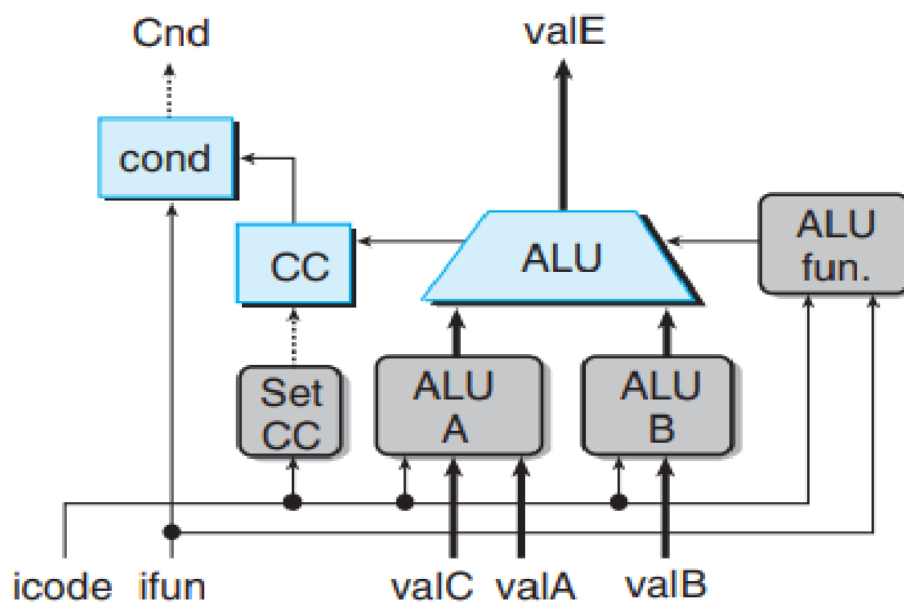 Cnd
valE
cond
CC
ALU
ALU
fun.
Set
CC
ALU
A
ALU
B
icode
ifun
valC
valA
valB